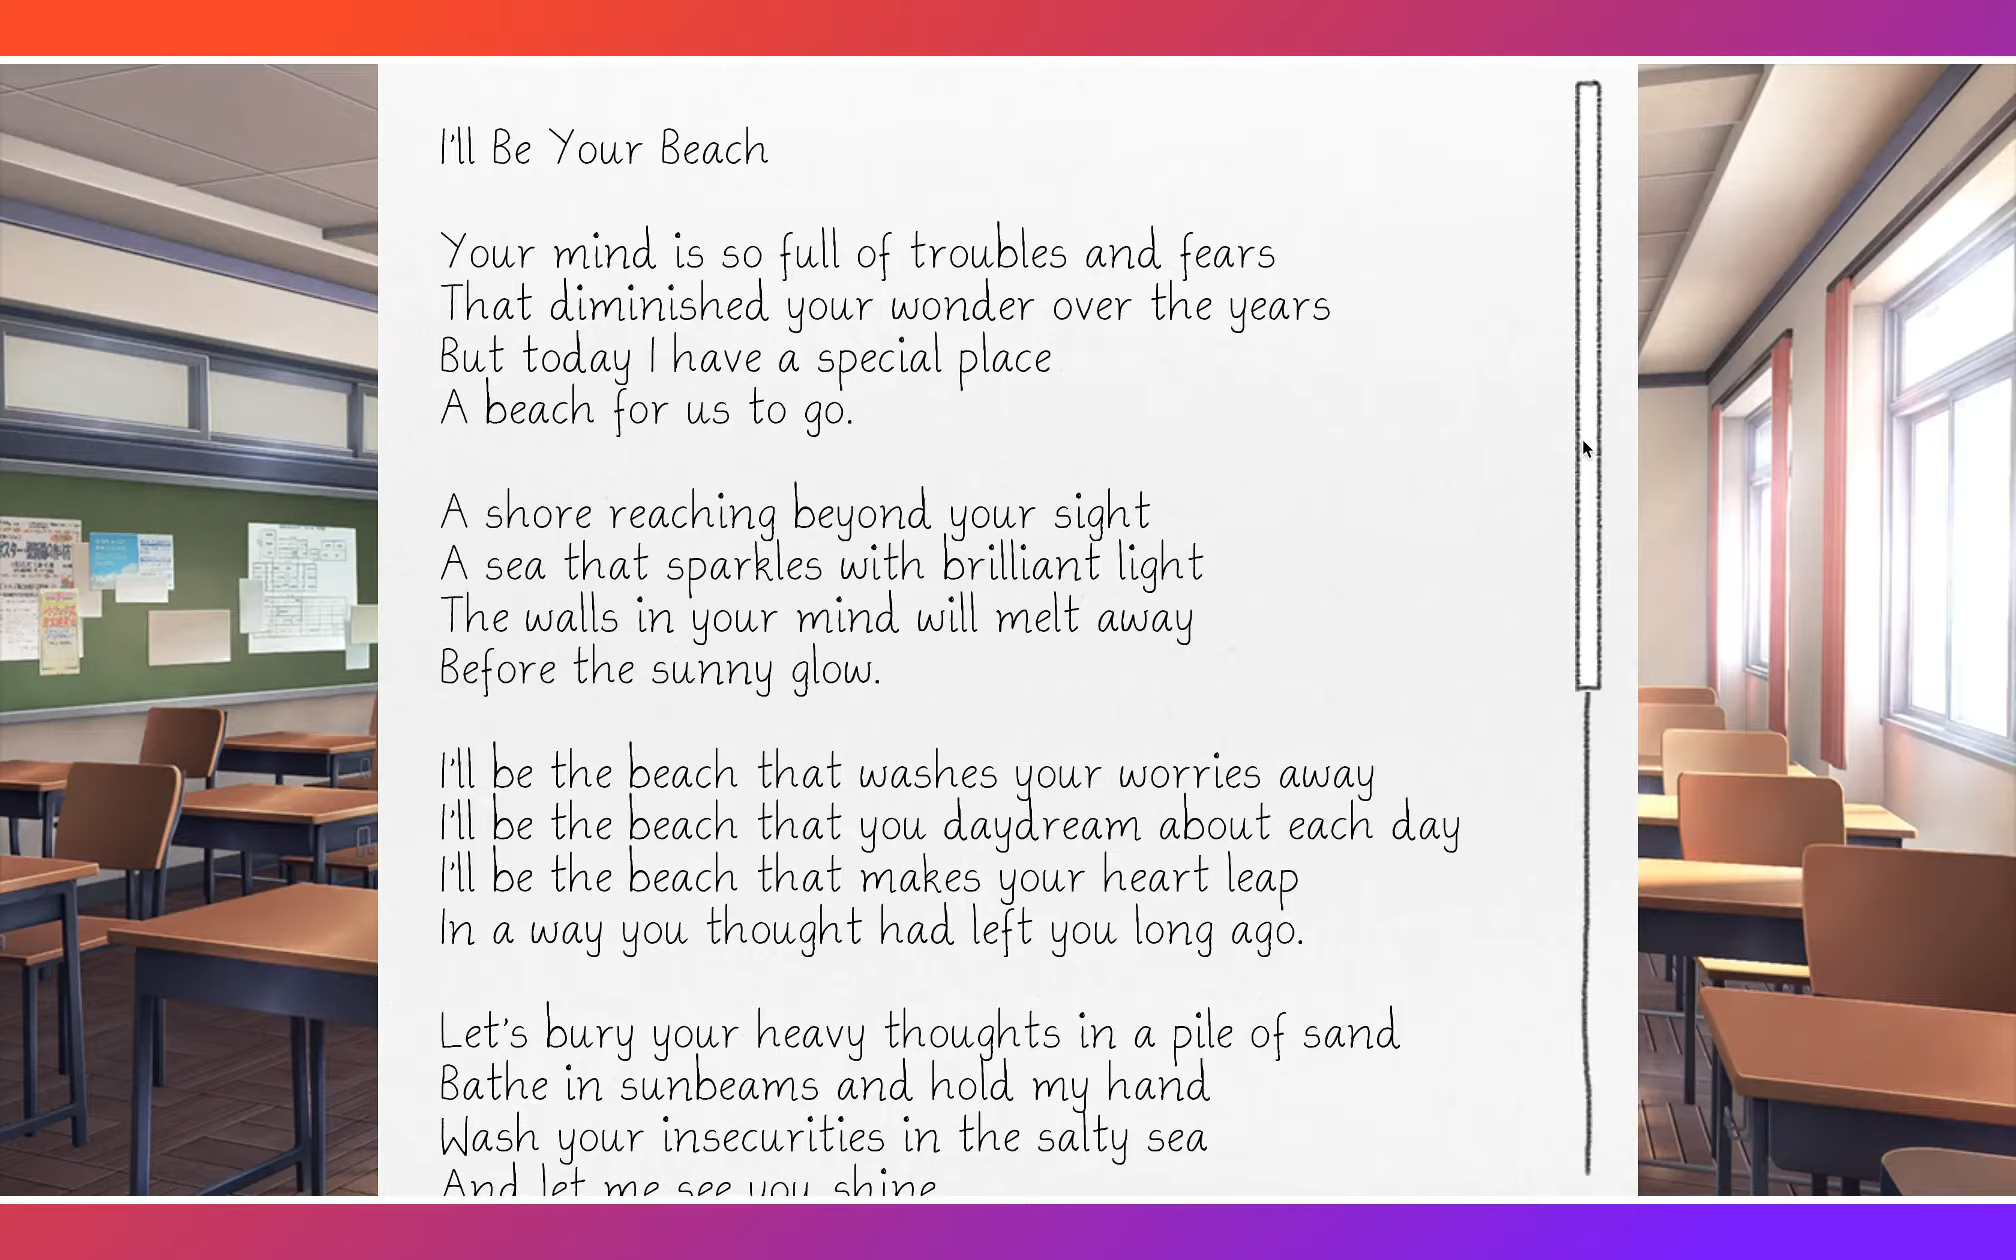 I'll Be Your Beach
Your mind is so full of troubles and fears
That diminished your wonder over the years
But today I have a special place
A beach for us to go.
A shore reaching beyond your sight
A sea that sparkles with brilliant light
The walls in your mind will melt away
Before the sunny glow.
I'll be the beach that washes your worries away
I'll be the beach that you daydream about each day
I'll be the beach that makes your heart leap
In a way you thought had left you long ago.
Let's bury your heavy thoughts in a pile of sand
Bathe in sunbeams and hold my hand
Wash your insecurities in the salty sea
And let me see you shine